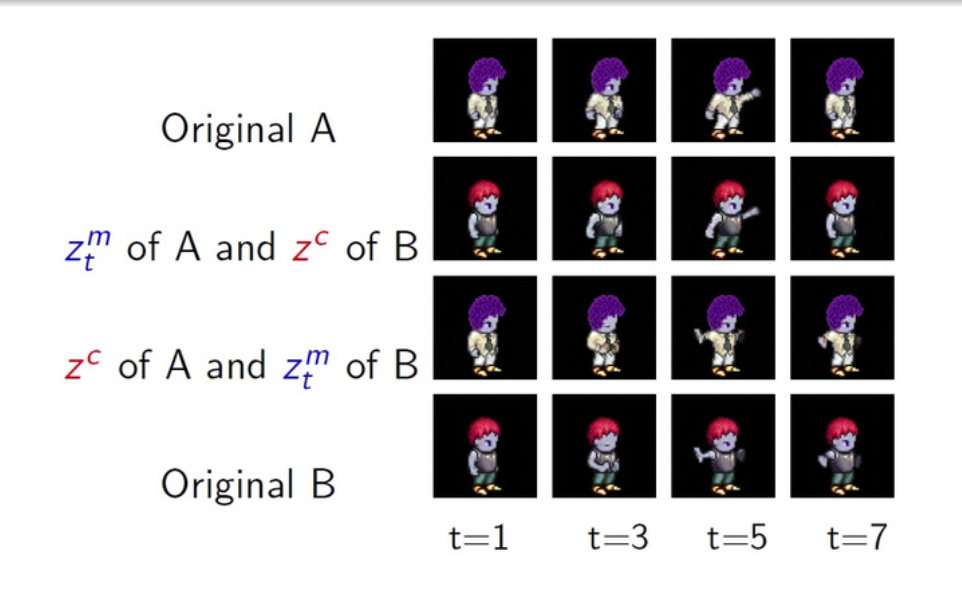 Original A
z_t^m of A and z^c of B
z^c of A and z_t^m of B
Original B
t=1 t=3 t=5 t=7